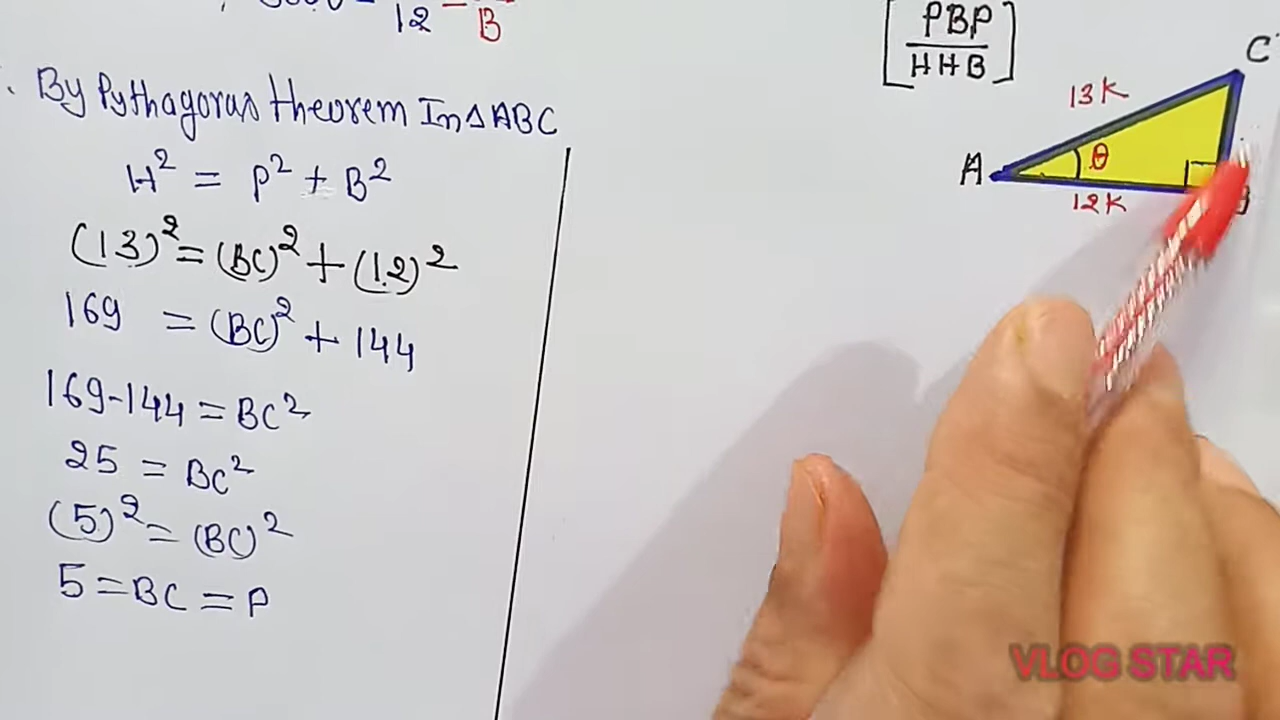 12 B
By Pythagorus theorem In △ ABC
H² = P² + B²
(13)² = (BC)² + (12)²
169 = (BC)² + 144
169-144 = BC²
25 = BC²
(5)² = (BC)²
5 = BC = P
[PBP
HHB]
C
13K
A
θ
12K
VLOG STAR